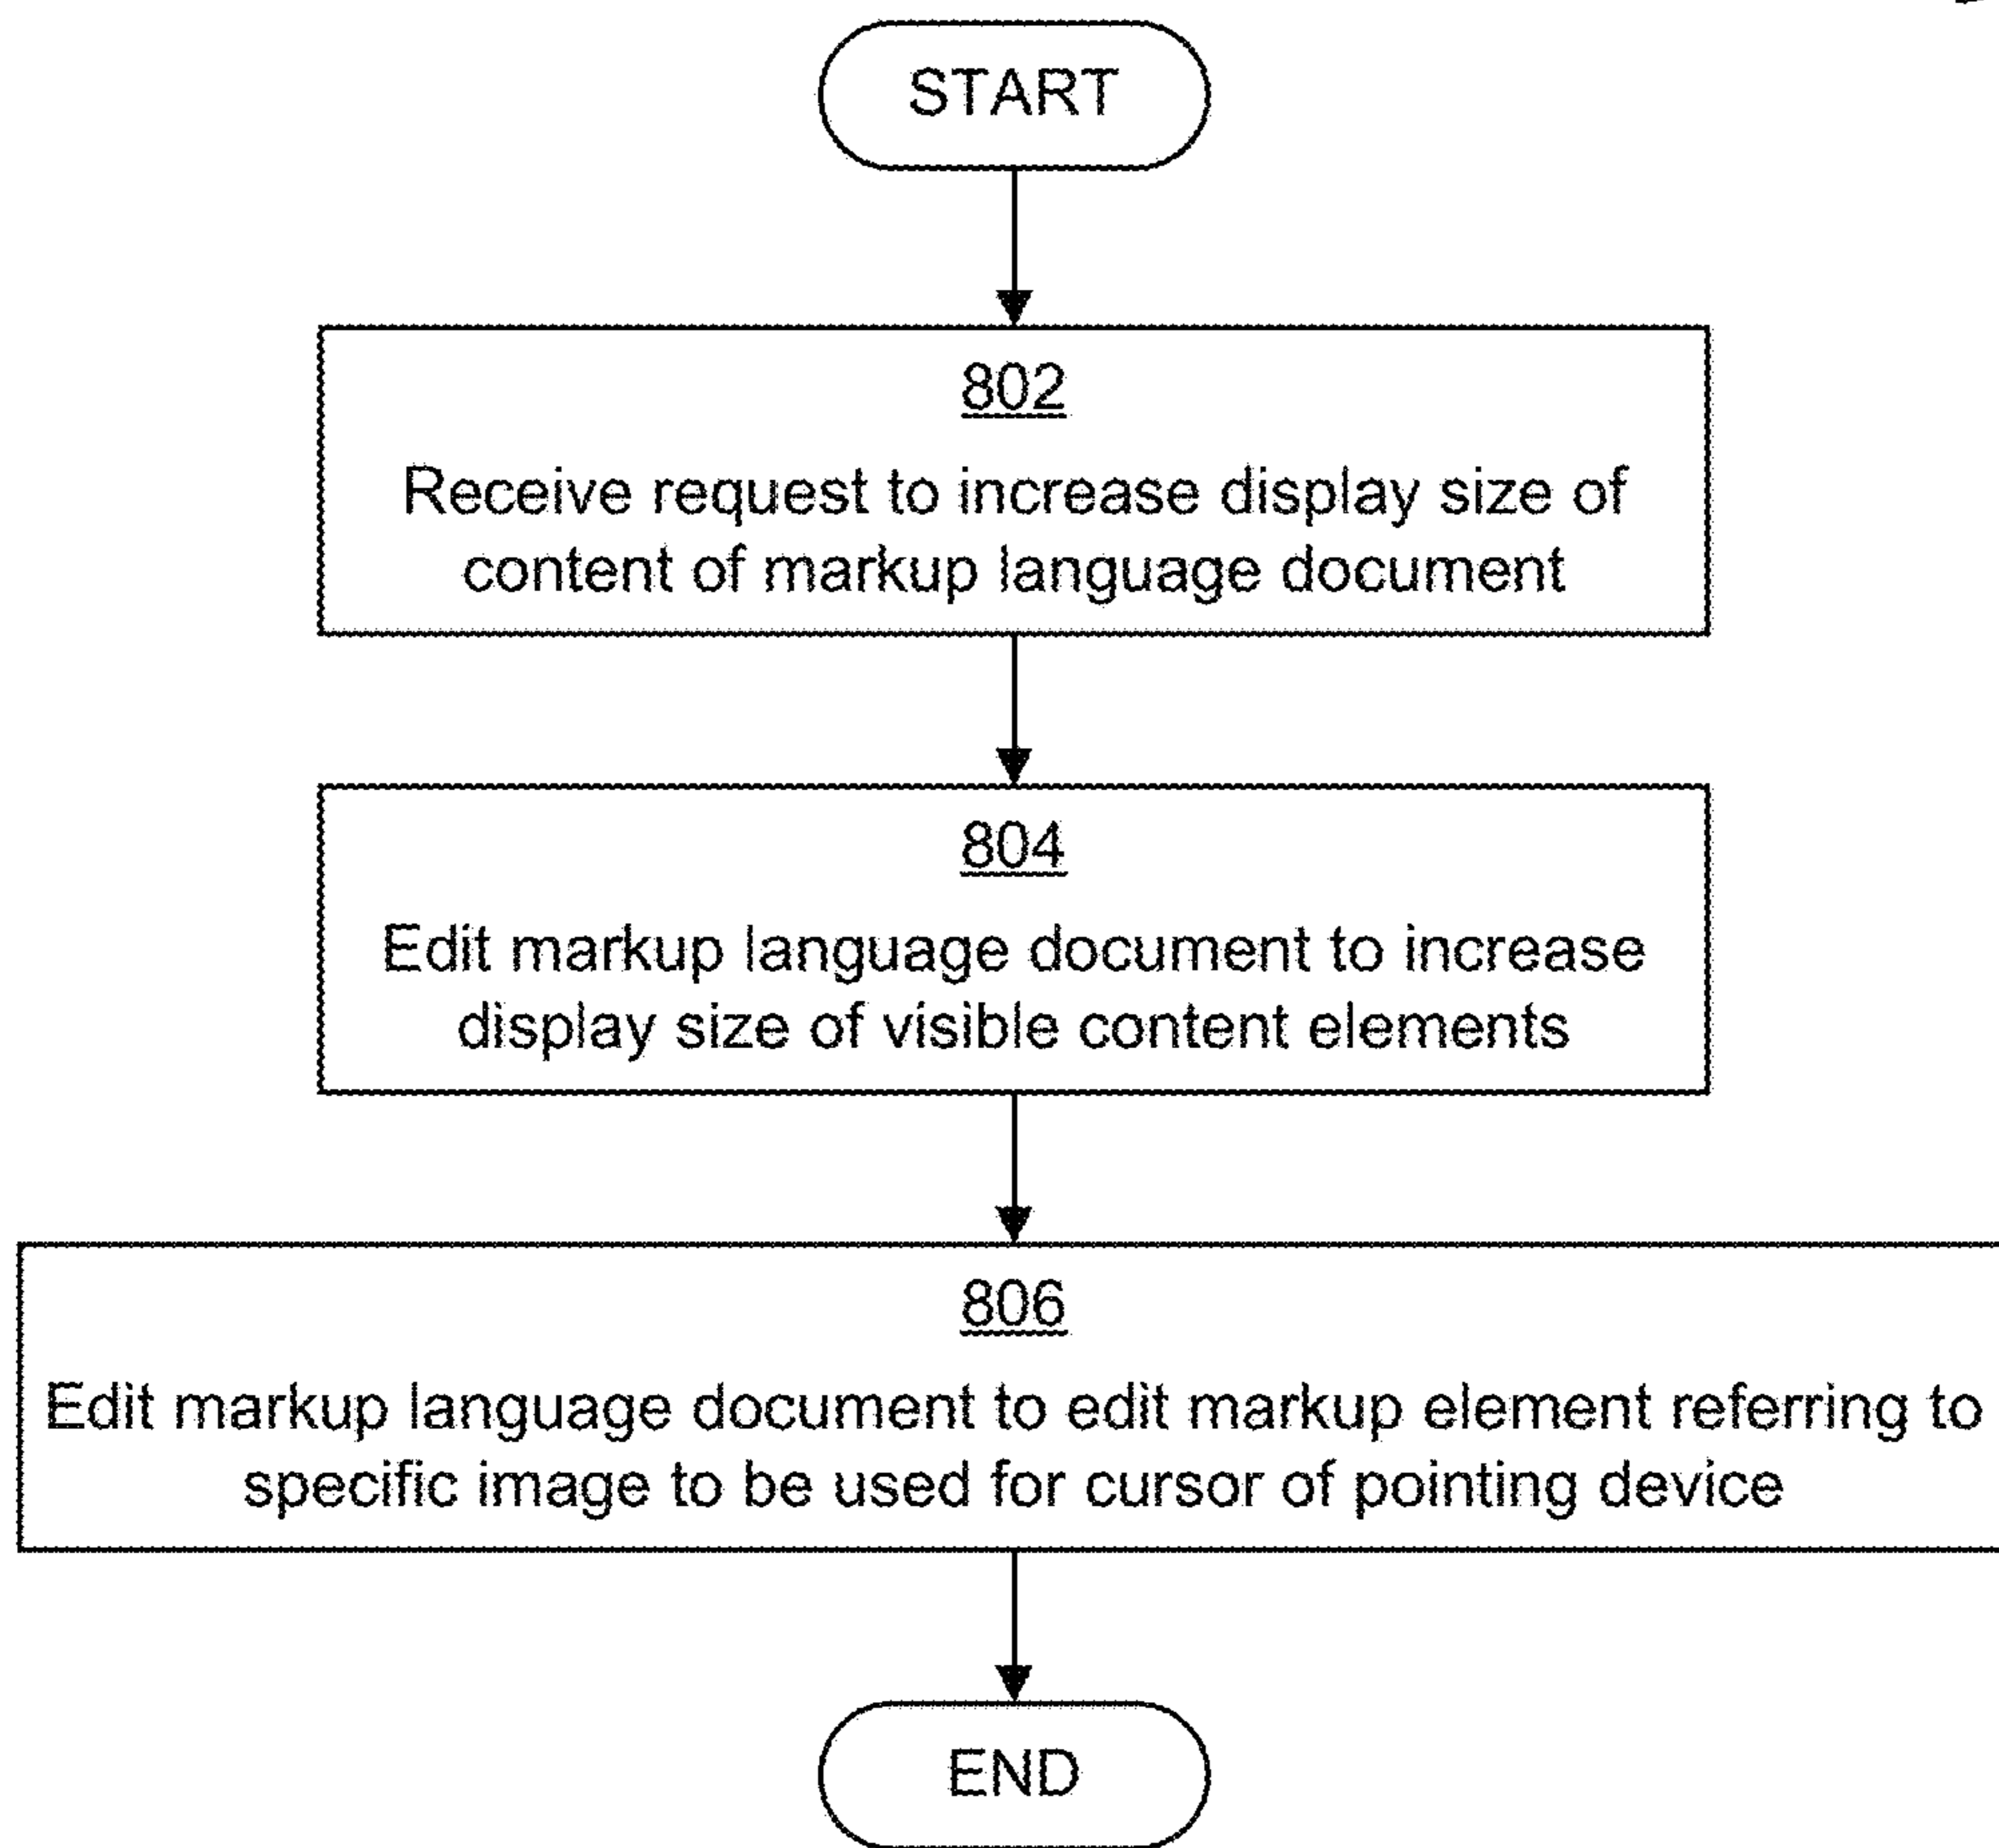 START
802
Receive request to increase display size of
content of markup language document
804
Edit markup language document to increase
display size of visible content elements
806
Edit markup language document to edit markup element referring to
specific image to be used for cursor of pointing device
END